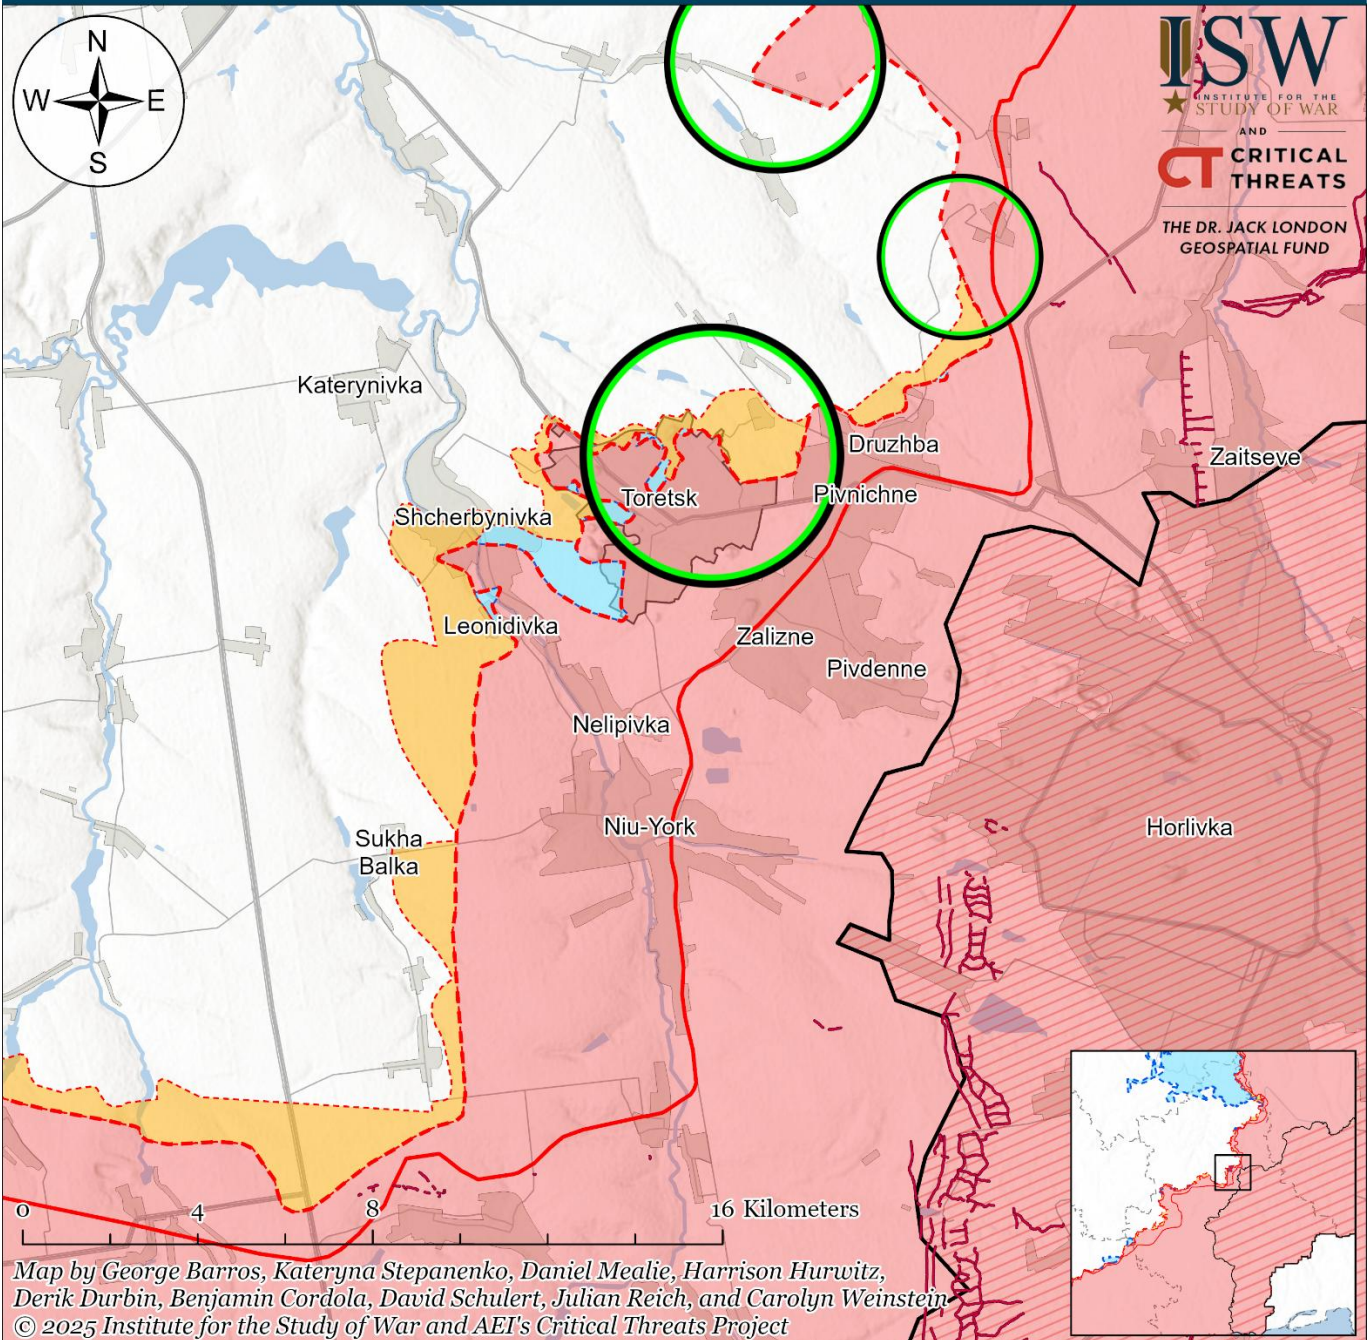 N
W
E
S
ISW
INSTITUTE FOR THE
STUDY OF WAR
AND
CT CRITICAL
THREATS
THE DR. JACK LONDON
GEOSPATIAL FUND
Katerynivka
Druzhba
Zaitseve
Toretsk
Pivnichne
Shcherbynivka
Leonidivka
Zalizne
Pivdenne
Nelipivka
Niu-York
Horlivka
Sukha
Balka
0 4 8 16 Kilometers
Map by George Barros, Kateryna Stepanenko, Daniel Mealie, Harrison Hurwitz,
Derik Durbin, Benjamin Cordola, David Schulert, Julian Reich, and Carolyn Weinstein
© 2025 Institute for the Study of War and AEI's Critical Threats Project